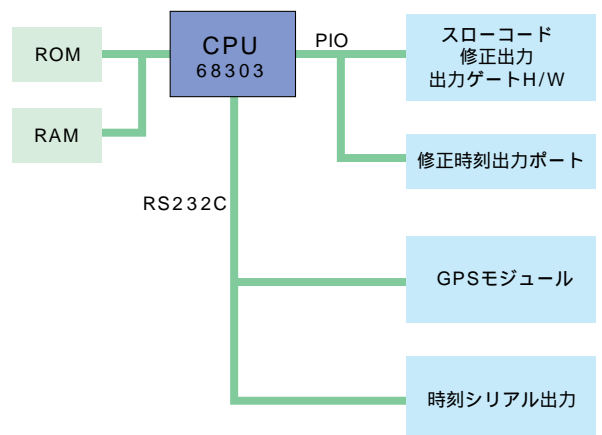 ROM
RAM
CPU
68303
PIO
RS232C
スローコード
修正出力
出力ゲートH/W
修正時刻出力ポート
GPSモジュール
時刻シリアル出力